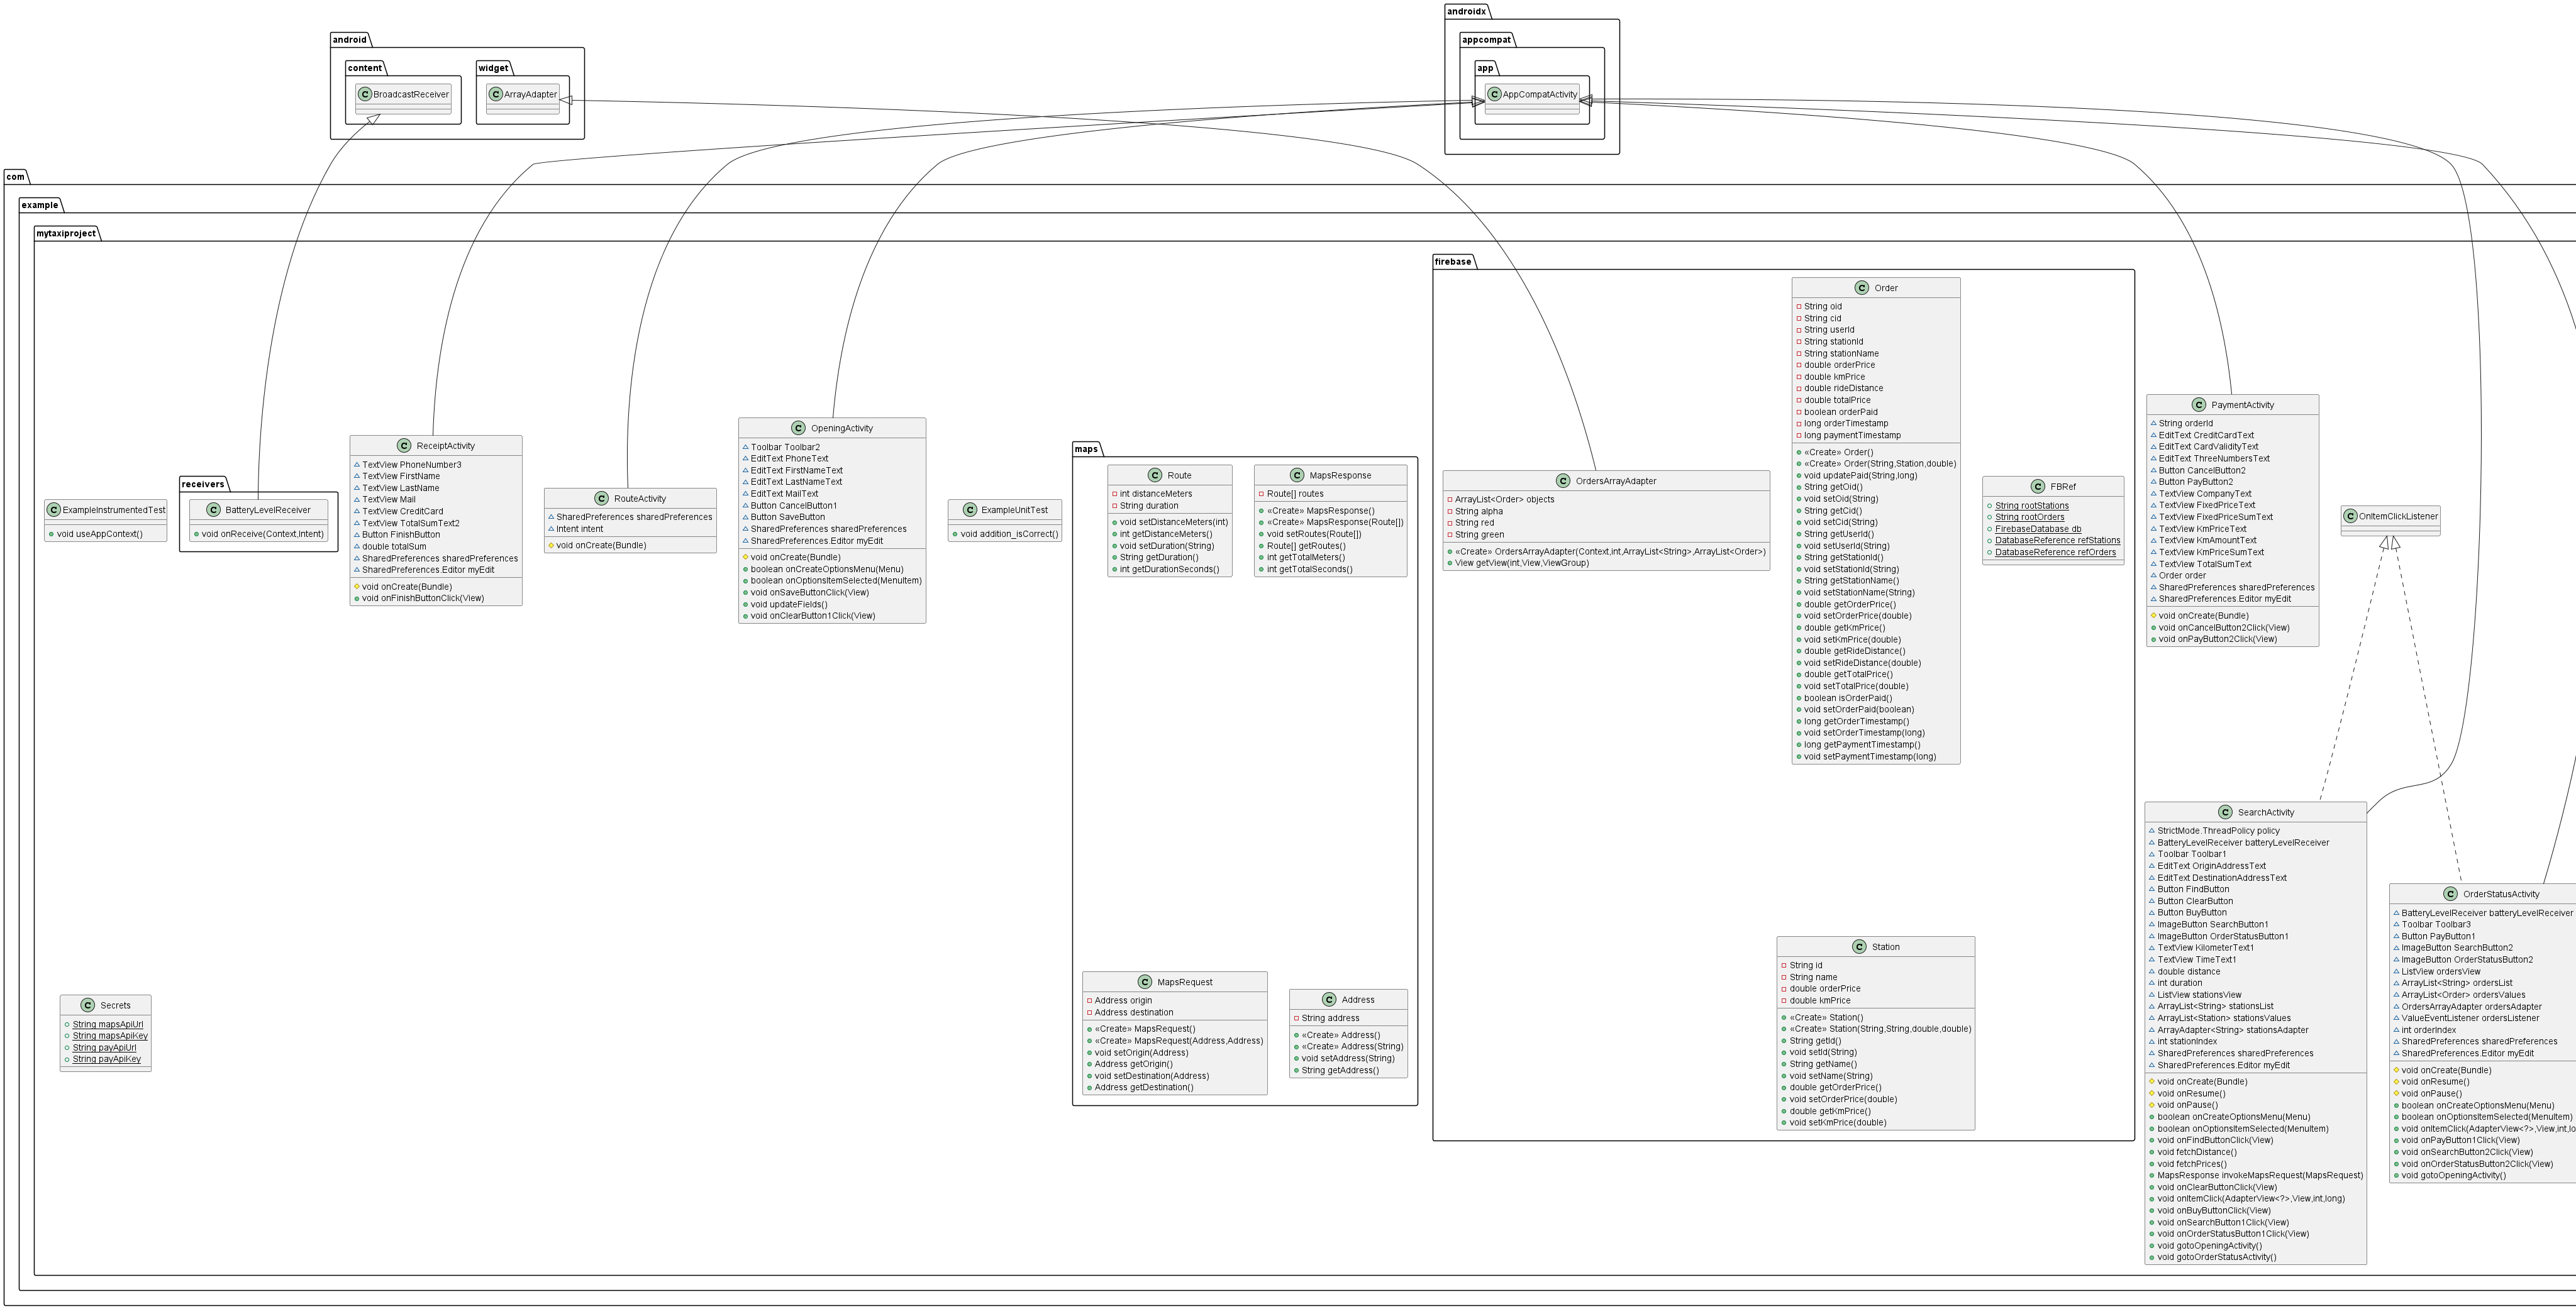 androidx
android
appcompat
content
widget
app
BroadcastReceiver
ArrayAdapter
AppCompatActivity
com
example
mytaxiproject
ExampleInstrumentedTest
void useAppContext()
receivers
BatteryLevelReceiver
void onReceive(Context,Intent)
ReceiptActivity
TextView PhoneNumber3
TextView FirstName
TextView LastName
TextView Mail
TextView CreditCard
TextView TotalSumText2
Button FinishButton
double totalSum
SharedPreferences sharedPreferences
SharedPreferences.Editor myEdit
void onCreate(Bundle)
void onFinishButtonClick(View)
RouteActivity
SharedPreferences sharedPreferences
Intent intent
void onCreate(Bundle)
OpeningActivity
Toolbar Toolbar2
EditText PhoneText
EditText FirstNameText
EditText LastNameText
EditText MailText
Button CancelButton1
Button SaveButton
SharedPreferences sharedPreferences
SharedPreferences.Editor myEdit
void onCreate(Bundle)
boolean onCreateOptionsMenu(Menu)
boolean onOptionsItemSelected(MenuItem)
void onSaveButtonClick(View)
void updateFields()
void onClearButton1Click(View)
ExampleUnitTest
void addition_isCorrect()
maps
Route
int distanceMeters
String duration
void setDistanceMeters(int)
int getDistanceMeters()
void setDuration(String)
String getDuration()
int getDurationSeconds()
MapsResponse
Route[] routes
«Create» MapsResponse()
«Create» MapsResponse(Route[])
void setRoutes(Route[])
Route[] getRoutes()
int getTotalMeters()
int getTotalSeconds()
MapsRequest
Address origin
Address destination
«Create» MapsRequest()
«Create» MapsRequest(Address,Address)
void setOrigin(Address)
Address getOrigin()
void setDestination(Address)
Address getDestination()
Address
String address
«Create» Address()
«Create» Address(String)
void setAddress(String)
String getAddress()
firebase
OrdersArrayAdapter
ArrayList<Order> objects
String alpha
String red
String green
«Create» OrdersArrayAdapter(Context,int,ArrayList<String>,ArrayList<Order>)
View getView(int,View,ViewGroup)
Order
String oid
String cid
String userId
String stationId
String stationName
double orderPrice
double kmPrice
double rideDistance
double totalPrice
boolean orderPaid
long orderTimestamp
long paymentTimestamp
«Create» Order()
«Create» Order(String,Station,double)
void updatePaid(String,long)
String getOid()
void setOid(String)
String getCid()
void setCid(String)
String getUserId()
void setUserId(String)
String getStationId()
void setStationId(String)
String getStationName()
void setStationName(String)
double getOrderPrice()
void setOrderPrice(double)
double getKmPrice()
void setKmPrice(double)
double getRideDistance()
void setRideDistance(double)
double getTotalPrice()
void setTotalPrice(double)
boolean isOrderPaid()
void setOrderPaid(boolean)
long getOrderTimestamp()
void setOrderTimestamp(long)
long getPaymentTimestamp()
void setPaymentTimestamp(long)
FBRef
String rootStations
String rootOrders
FirebaseDatabase db
DatabaseReference refStations
DatabaseReference refOrders
Station
String id
String name
double orderPrice
double kmPrice
«Create» Station()
«Create» Station(String,String,double,double)
String getId()
void setId(String)
String getName()
void setName(String)
double getOrderPrice()
void setOrderPrice(double)
double getKmPrice()
void setKmPrice(double)
PaymentActivity
String orderId
EditText CreditCardText
EditText CardValidityText
EditText ThreeNumbersText
Button CancelButton2
Button PayButton2
TextView CompanyText
TextView FixedPriceText
TextView FixedPriceSumText
TextView KmPriceText
TextView KmAmountText
TextView KmPriceSumText
TextView TotalSumText
Order order
SharedPreferences sharedPreferences
SharedPreferences.Editor myEdit
void onCreate(Bundle)
void onCancelButton2Click(View)
void onPayButton2Click(View)
OnItemClickListener
SearchActivity
StrictMode.ThreadPolicy policy
BatteryLevelReceiver batteryLevelReceiver
Toolbar Toolbar1
EditText OriginAddressText
EditText DestinationAddressText
Button FindButton
Button ClearButton
Button BuyButton
ImageButton SearchButton1
ImageButton OrderStatusButton1
TextView KilometerText1
TextView TimeText1
double distance
int duration
ListView stationsView
ArrayList<String> stationsList
ArrayList<Station> stationsValues
ArrayAdapter<String> stationsAdapter
int stationIndex
SharedPreferences sharedPreferences
SharedPreferences.Editor myEdit
void onCreate(Bundle)
void onResume()
void onPause()
boolean onCreateOptionsMenu(Menu)
boolean onOptionsItemSelected(MenuItem)
void onFindButtonClick(View)
void fetchDistance()
void fetchPrices()
MapsResponse invokeMapsRequest(MapsRequest)
void onClearButtonClick(View)
void onItemClick(AdapterView<?>,View,int,long)
void onBuyButtonClick(View)
void onSearchButton1Click(View)
void onOrderStatusButton1Click(View)
void gotoOpeningActivity()
void gotoOrderStatusActivity()
OrderStatusActivity
BatteryLevelReceiver batteryLevelReceiver
Toolbar Toolbar3
Button PayButton1
ImageButton SearchButton2
ImageButton OrderStatusButton2
ListView ordersView
ArrayList<String> ordersList
ArrayList<Order> ordersValues
OrdersArrayAdapter ordersAdapter
ValueEventListener ordersListener
int orderIndex
SharedPreferences sharedPreferences
SharedPreferences.Editor myEdit
void onCreate(Bundle)
void onResume()
void onPause()
boolean onCreateOptionsMenu(Menu)
boolean onOptionsItemSelected(MenuItem)
void onItemClick(AdapterView<?>,View,int,lo
void onPayButton1Click(View)
void onSearchButton2Click(View)
void onOrderStatusButton2Click(View)
void gotoOpeningActivity()
Secrets
String mapsApiUrl
String mapsApiKey
String payApiUrl
String payApiKey